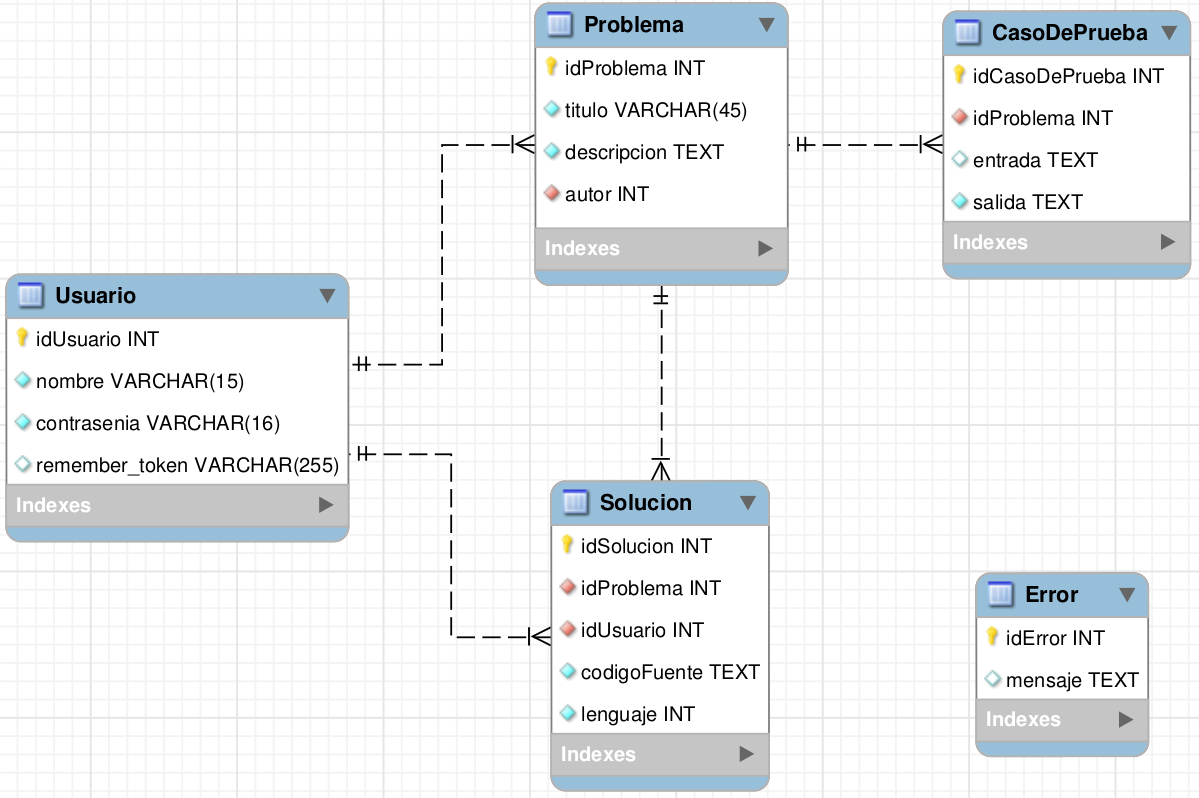 Problema
idProblema INT
titulo VARCHAR(45)
descripcion TEXT
autor INT
Indexes
CasoDePrueba
idCasoDePrueba INT
idProblema INT
entrada TEXT
salida TEXT
Indexes
Usuario
idUsuario INT
nombre VARCHAR(15)
contrasenia VARCHAR(16)
remember_token VARCHAR(255)
Indexes
Solucion
idSolucion INT
idProblema INT
idUsuario INT
codigoFuente TEXT
lenguaje INT
Indexes
Error
idError INT
mensaje TEXT
Indexes